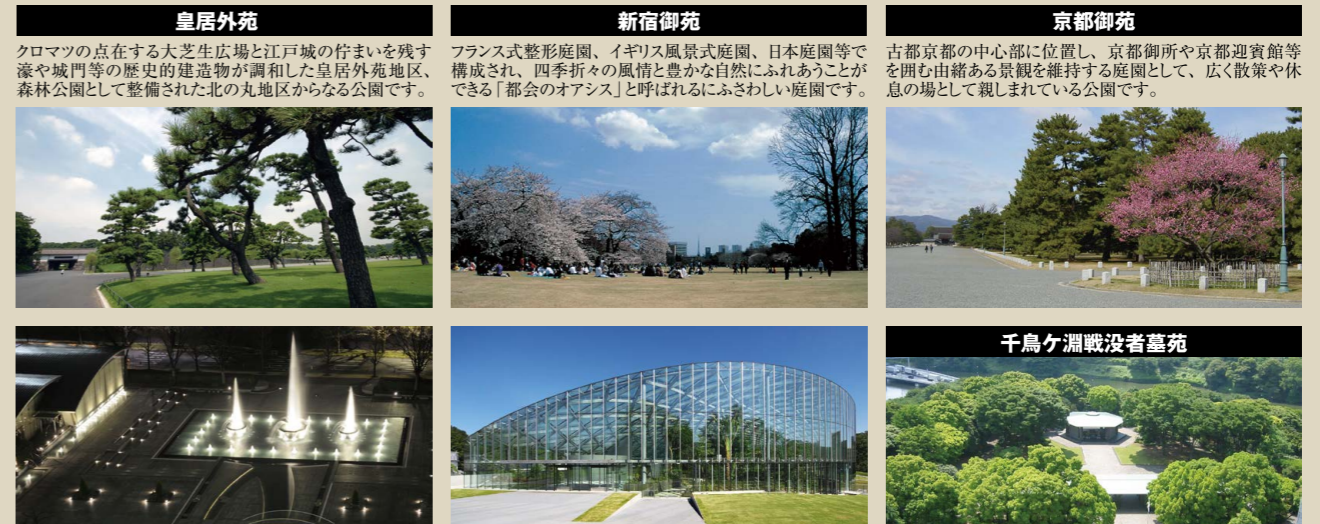 皇居外苑
クロマツの点在する大芝生広場と江戸城の佇まいを残す
濠や城門等の歴史的建造物が調和した皇居外苑地区、
森林公園として整備された北の丸地区からなる公園です。
新宿御苑
フランス式整形庭園、イギリス風景式庭園、日本庭園等で
構成され、四季折々の風情と豊かな自然にふれあうことが
できる「都会のオアシス」と呼ばれるにふさわしい庭園です。
京都御苑
古都京都の中心部に位置し、京都御所や京都迎賓館等
を囲む由緒ある景観を維持する庭園として、広く散策や休
息の場として親しまれている公園です。
千鳥ケ淵戦没者墓苑